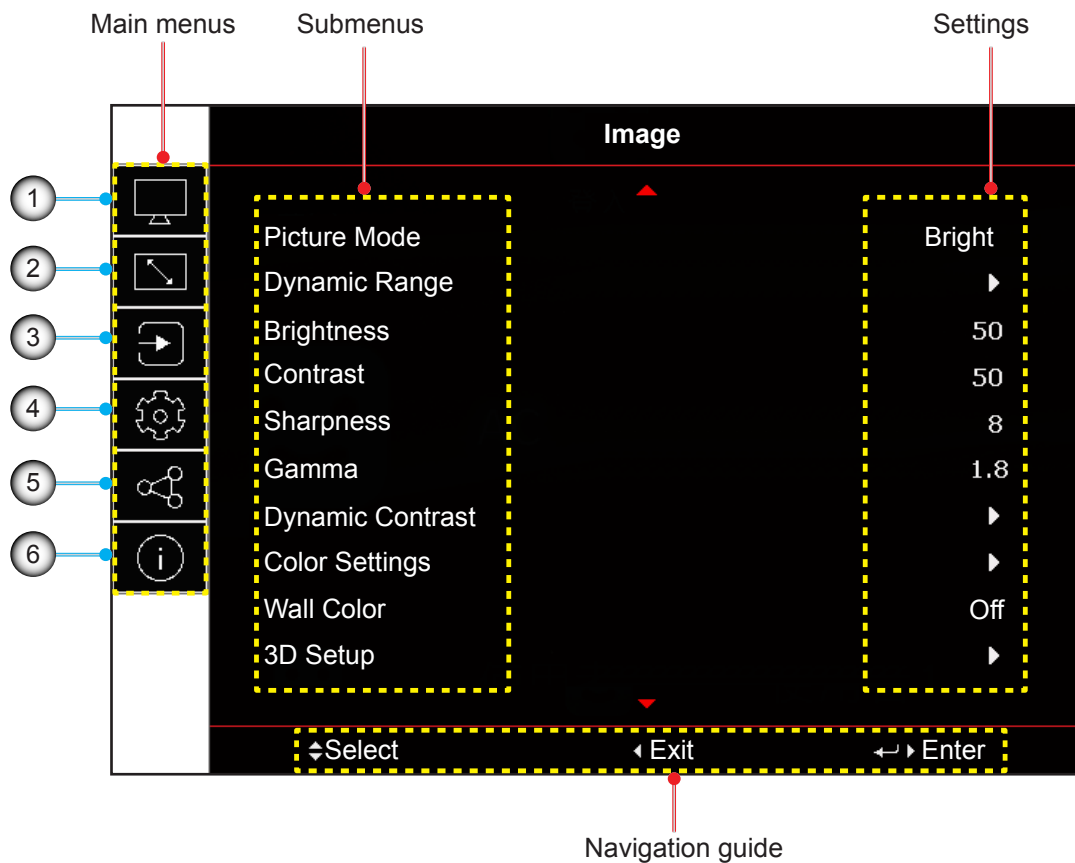 Main menus Submenus Settings
Image
1
2
3
4
5
6
i
Picture Mode Bright
Dynamic Range
Brightness 50
Contrast 50
Sharpness 8
Gamma 1.8
Dynamic Contrast
Color Settings
Wall Color Off
3D Setup
Select Exit Enter
Navigation guide